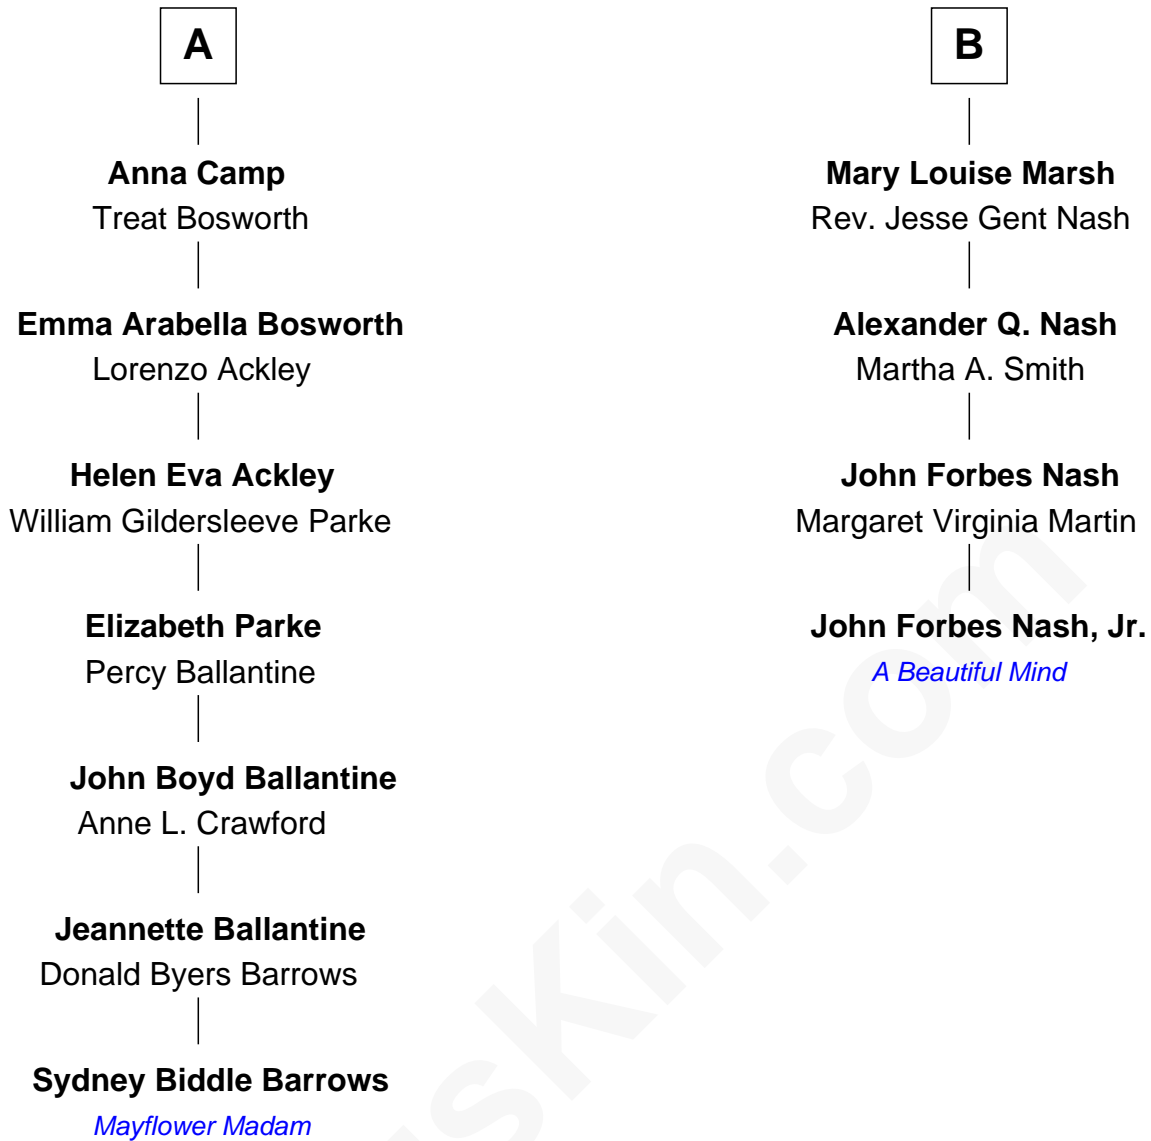 A
Anna Camp
Treat Bosworth
Emma Arabella Bosworth
Lorenzo Ackley
Helen Eva Ackley
William Gildersleeve Parke
Elizabeth Parke
Percy Ballantine
John Boyd Ballantine
Anne L. Crawford
Jeannette Ballantine
Donald Byers Barrows
Sydney Biddle Barrows
Mayflower Madam
B
Mary Louise Marsh
Rev. Jesse Gent Nash
Alexander Q. Nash
Martha A. Smith
John Forbes Nash
Margaret Virginia Martin
John Forbes Nash, Jr.
A Beautiful Mind
sKin.com